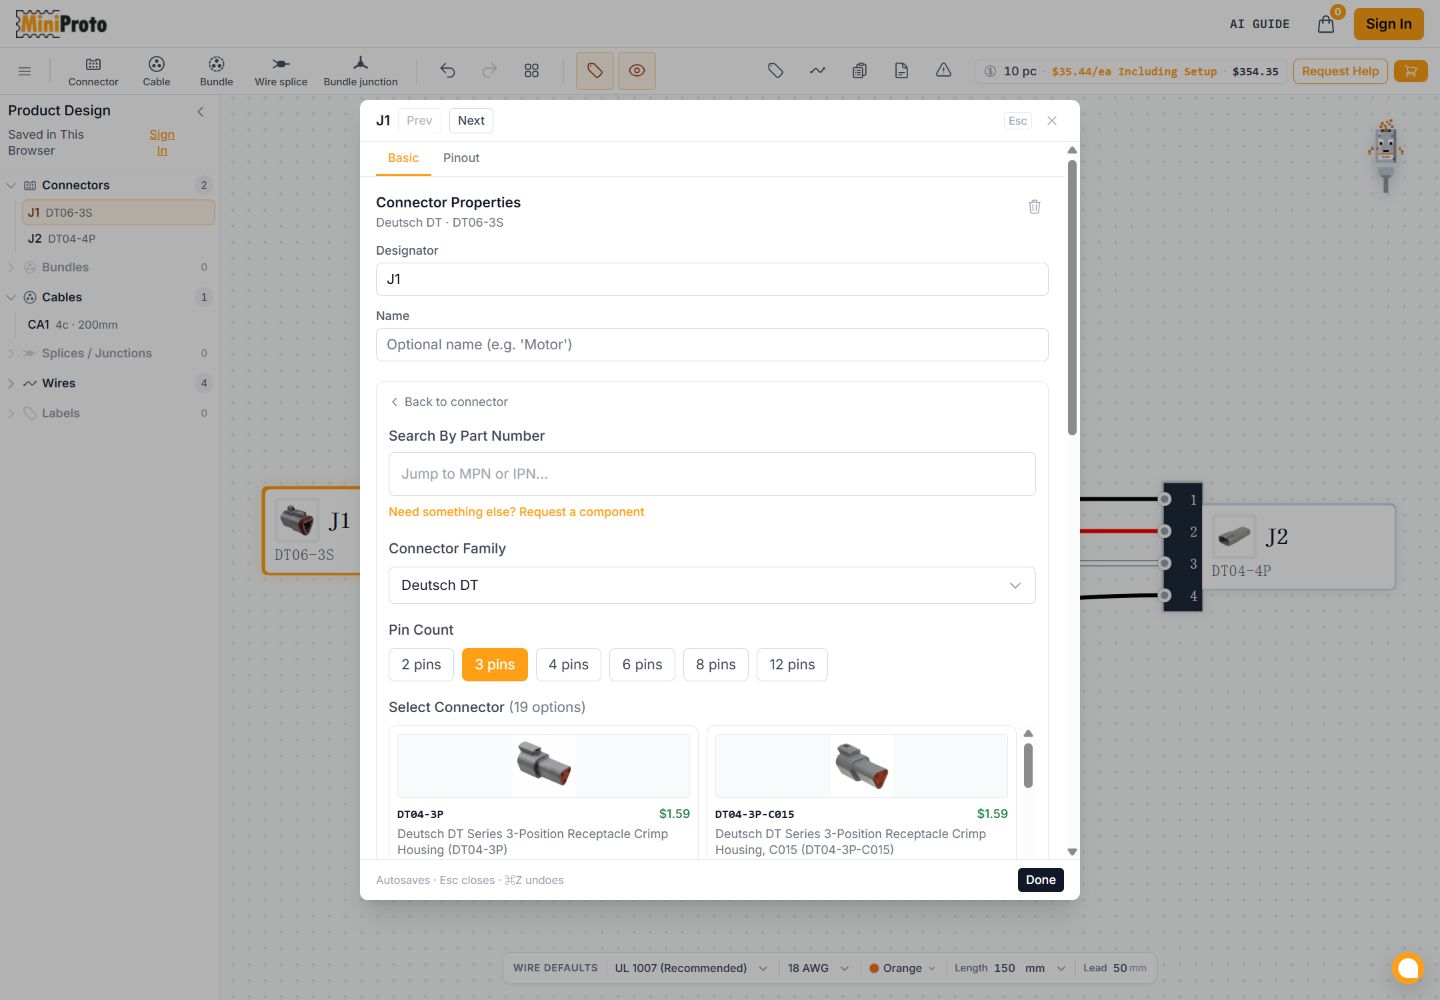 MiniProto
AI GUIDE
0
Sign In
Connector
Cable
Bundle
Wire splice
Bundle junction
10 pc · $35.44/ea Including Setup · $354.35
Request Help
Product Design
Saved in This Browser
Sign In
Connectors 2
J1 DT06-3S
J2 DT04-4P
Bundles 0
Cables 1
CA1 4c · 200mm
Splices / Junctions 0
Wires 4
Labels 0
J1
DT06-3S
J1 Prev Next
Esc
Basic Pinout
Connector Properties
Deutsch DT · DT06-3S
Designator
J1
Name
Optional name (e.g. 'Motor')
Back to connector
Search By Part Number
Jump to MPN or IPN...
Need something else? Request a component
Connector Family
Deutsch DT
Pin Count
2 pins 3 pins 4 pins 6 pins 8 pins 12 pins
Select Connector (19 options)
DT04-3P $1.59
Deutsch DT Series 3-Position Receptacle Crimp
Housing (DT04-3P)
DT04-3P-C015 $1.59
Deutsch DT Series 3-Position Receptacle Crimp
Housing, C015 (DT04-3P-C015)
Autosaves · Esc closes · ⌘Z undoes
Done
1
2
3
4
J2
DT04-4P
WIRE DEFAULTS UL 1007 (Recommended) 18 AWG Orange Length 150 mm Lead 50 mm